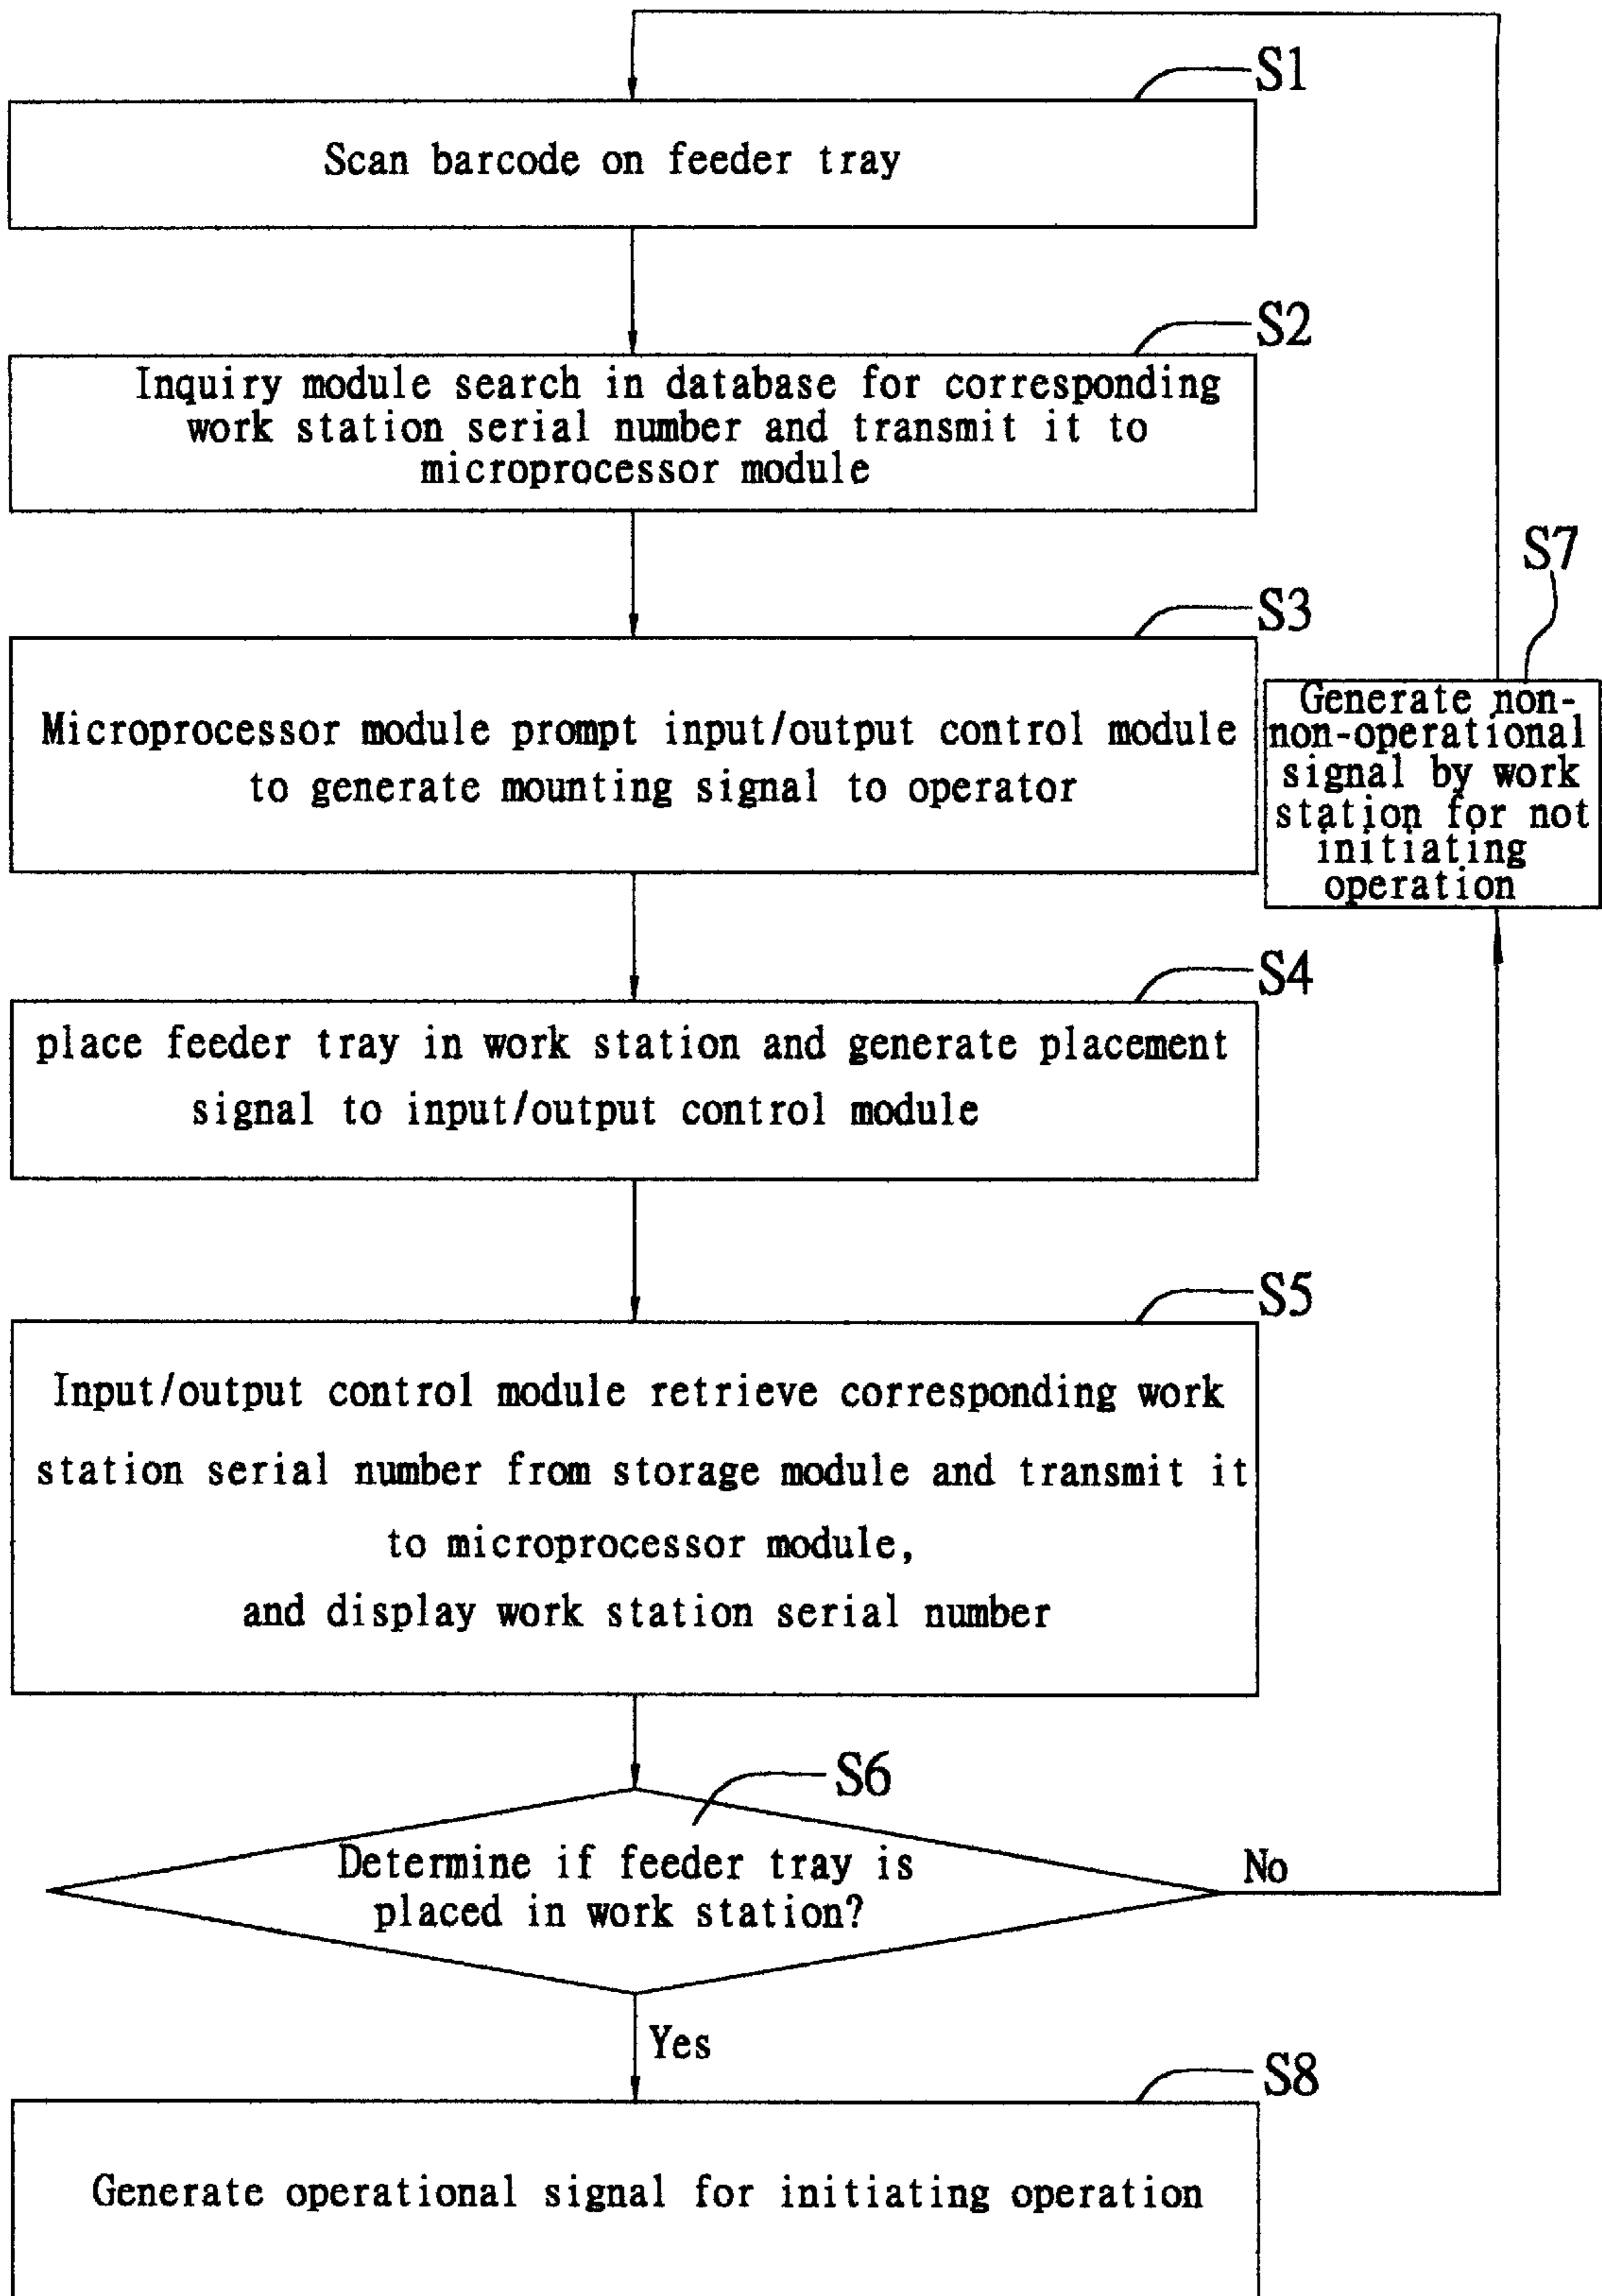 S1
Scan barcode on feeder tray
S2
Inquiry module search in database for corresponding
work station serial number and transmit it to
microprocessor module
S3
Microprocessor module prompt input/output control module
to generate mounting signal to operator
S7
Generate non-
non-operational
signal by work
station for not
initiating
operation
S4
place feeder tray in work station and generate placement
signal to input/output control module
S5
Input/output control module retrieve corresponding work
station serial number from storage module and transmit it
to microprocessor module,
and display work station serial number
S6
Determine if feeder tray is
placed in work station?
No
Yes
S8
Generate operational signal for initiating operation